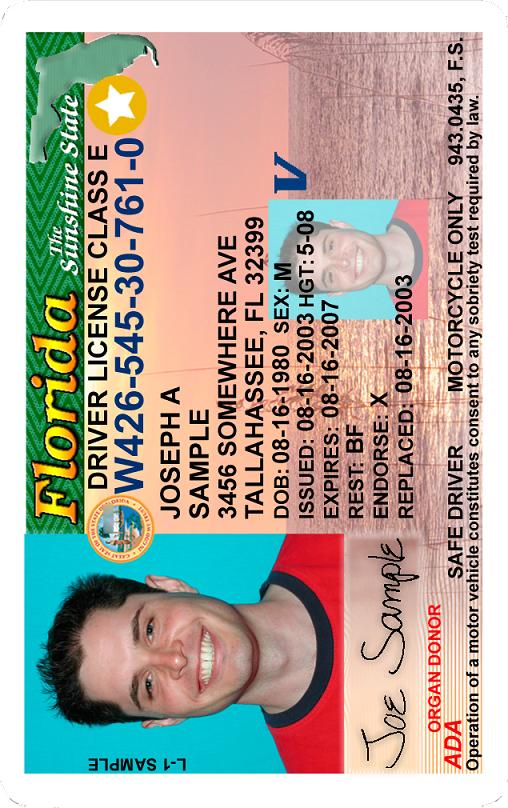 Florida
The
Sunshine State
DRIVER LICENSE CLASS E
W426-545-30-761-0
JOSEPH A
SAMPLE
3456 SOMEWHERE AVE
TALLAHASSEE, FL 32399
DOB: 08-16-1980 SEX: M
V
ISSUED: 08-16-2003 HGT: 5-08
EXPIRES: 08-16-2007
REST: BF
ENDORSE: X
REPLACED: 08-16-2003
L-1 SAMPLE
Joe Sample
ORGAN DONOR
ADA
SAFE DRIVER MOTORCYCLE ONLY 943.0435, F.S.
Operation of a motor vehicle constitutes consent to any sobriety test required by law.